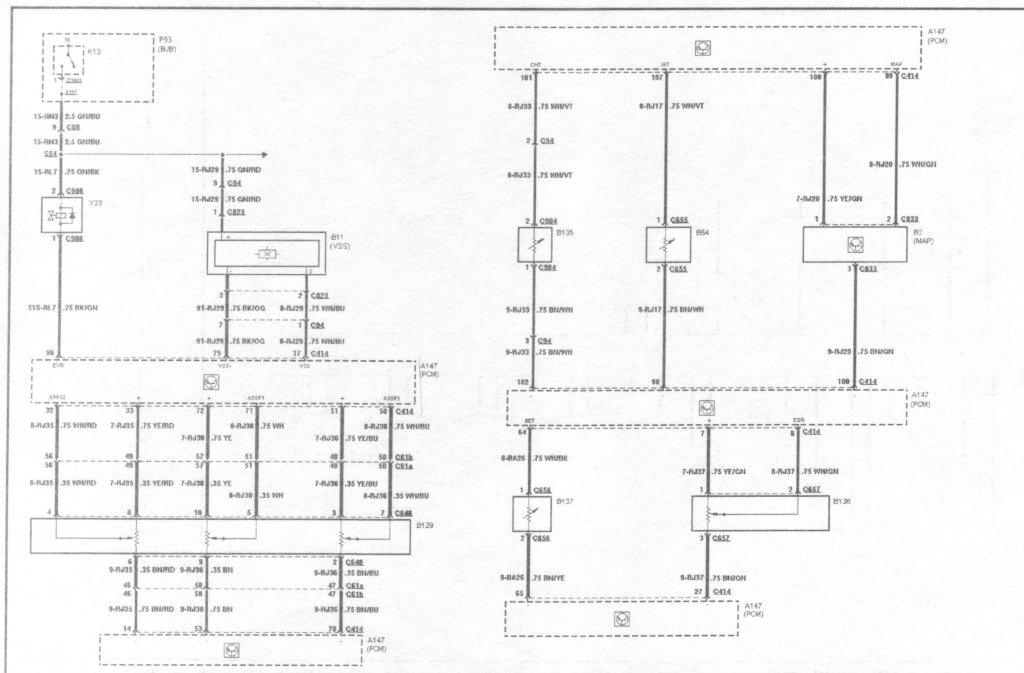 P93
(BJB)
K13
15-RN3 2.5 GN/BU
9 C88
15-RN3 2.5 GN/BU
S54
15-RL7 .75 GN/BK
2 C908
Y33
1 C908
31S-RL7 .75 BK/GN
96
EVR
15-RJ29 .75 GN/RD
9 C94
15-RJ29 .75 GN/RD
1 C823
B11
(VSS)
3 2 C823
91-RJ29 .75 BK/OG 8-RJ29 .75 WH/BU
7 1 C94
91-RJ29 .75 BK/OG 8-RJ29 .75 WH/BU
75 17 C414
VSS- VSS
A147
(PCM)
32 33 72 71 51 50 C414
8-RJ35 .75 WH/RD 7-RJ35 .75 YE/RD 8-RJ30 .75 WH 8-RJ36 .75 WH/BU
7-RJ30 .75 YE 7-RJ36 .75 YE/BU
56 49 57 51 48 50 C61b
56 49 57 51 48 50 C61a
8-RJ35 .35 WH/RD 7-RJ35 .35 YE/RD 7-RJ30 .35 YE 7-RJ36 .35 YE/BU
8-RJ30 .35 WH 8-RJ36 .35 WH/BU
4 8 10 5 3 7 C648
B129
6 9 2 C648
9-RJ35 .35 BN/RD 9-RJ30 .35 BN 9-RJ36 .35 BN/BU
46 58 47 C61a
46 58 47 C61b
9-RJ35 .75 BN/RD 9-RJ30 .75 BN 9-RJ36 .75 BN/BU
14 53 70 C414
A147
(PCM)
A147
(PCM)
CHT IAT + MAP
101 107 108 99 C414
8-RJ33 .75 WH/VT 8-RJ17 .75 WH/VT
2 C94
8-RJ33 .75 WH/VT
8-RJ20 .75 WH/GN
7-RJ20 .75 YE/GN
2 C904 1 C655 1 2 C833
B135 B64 B2
(MAP)
1 C904 2 C655 3 C833
9-RJ33 .75 BN/WH 9-RJ17 .75 BN/WH
3 C94
9-RJ33 .75 BN/WH
9-RJ20 .75 BN/GN
102 98 100 C414
A147
(PCM)
+ EGR
64 7 8 C414
8-BA26 .75 WH/BK
7-RJ37 .75 YE/GN 8-RJ37 .75 WH/GN
1 C656 1 2 C657
B137 B136
2 C656 3 C657
9-BA26 .75 BN/YE 9-RJ37 .75 BN/GN
65 27 C414
A147
(PCM)